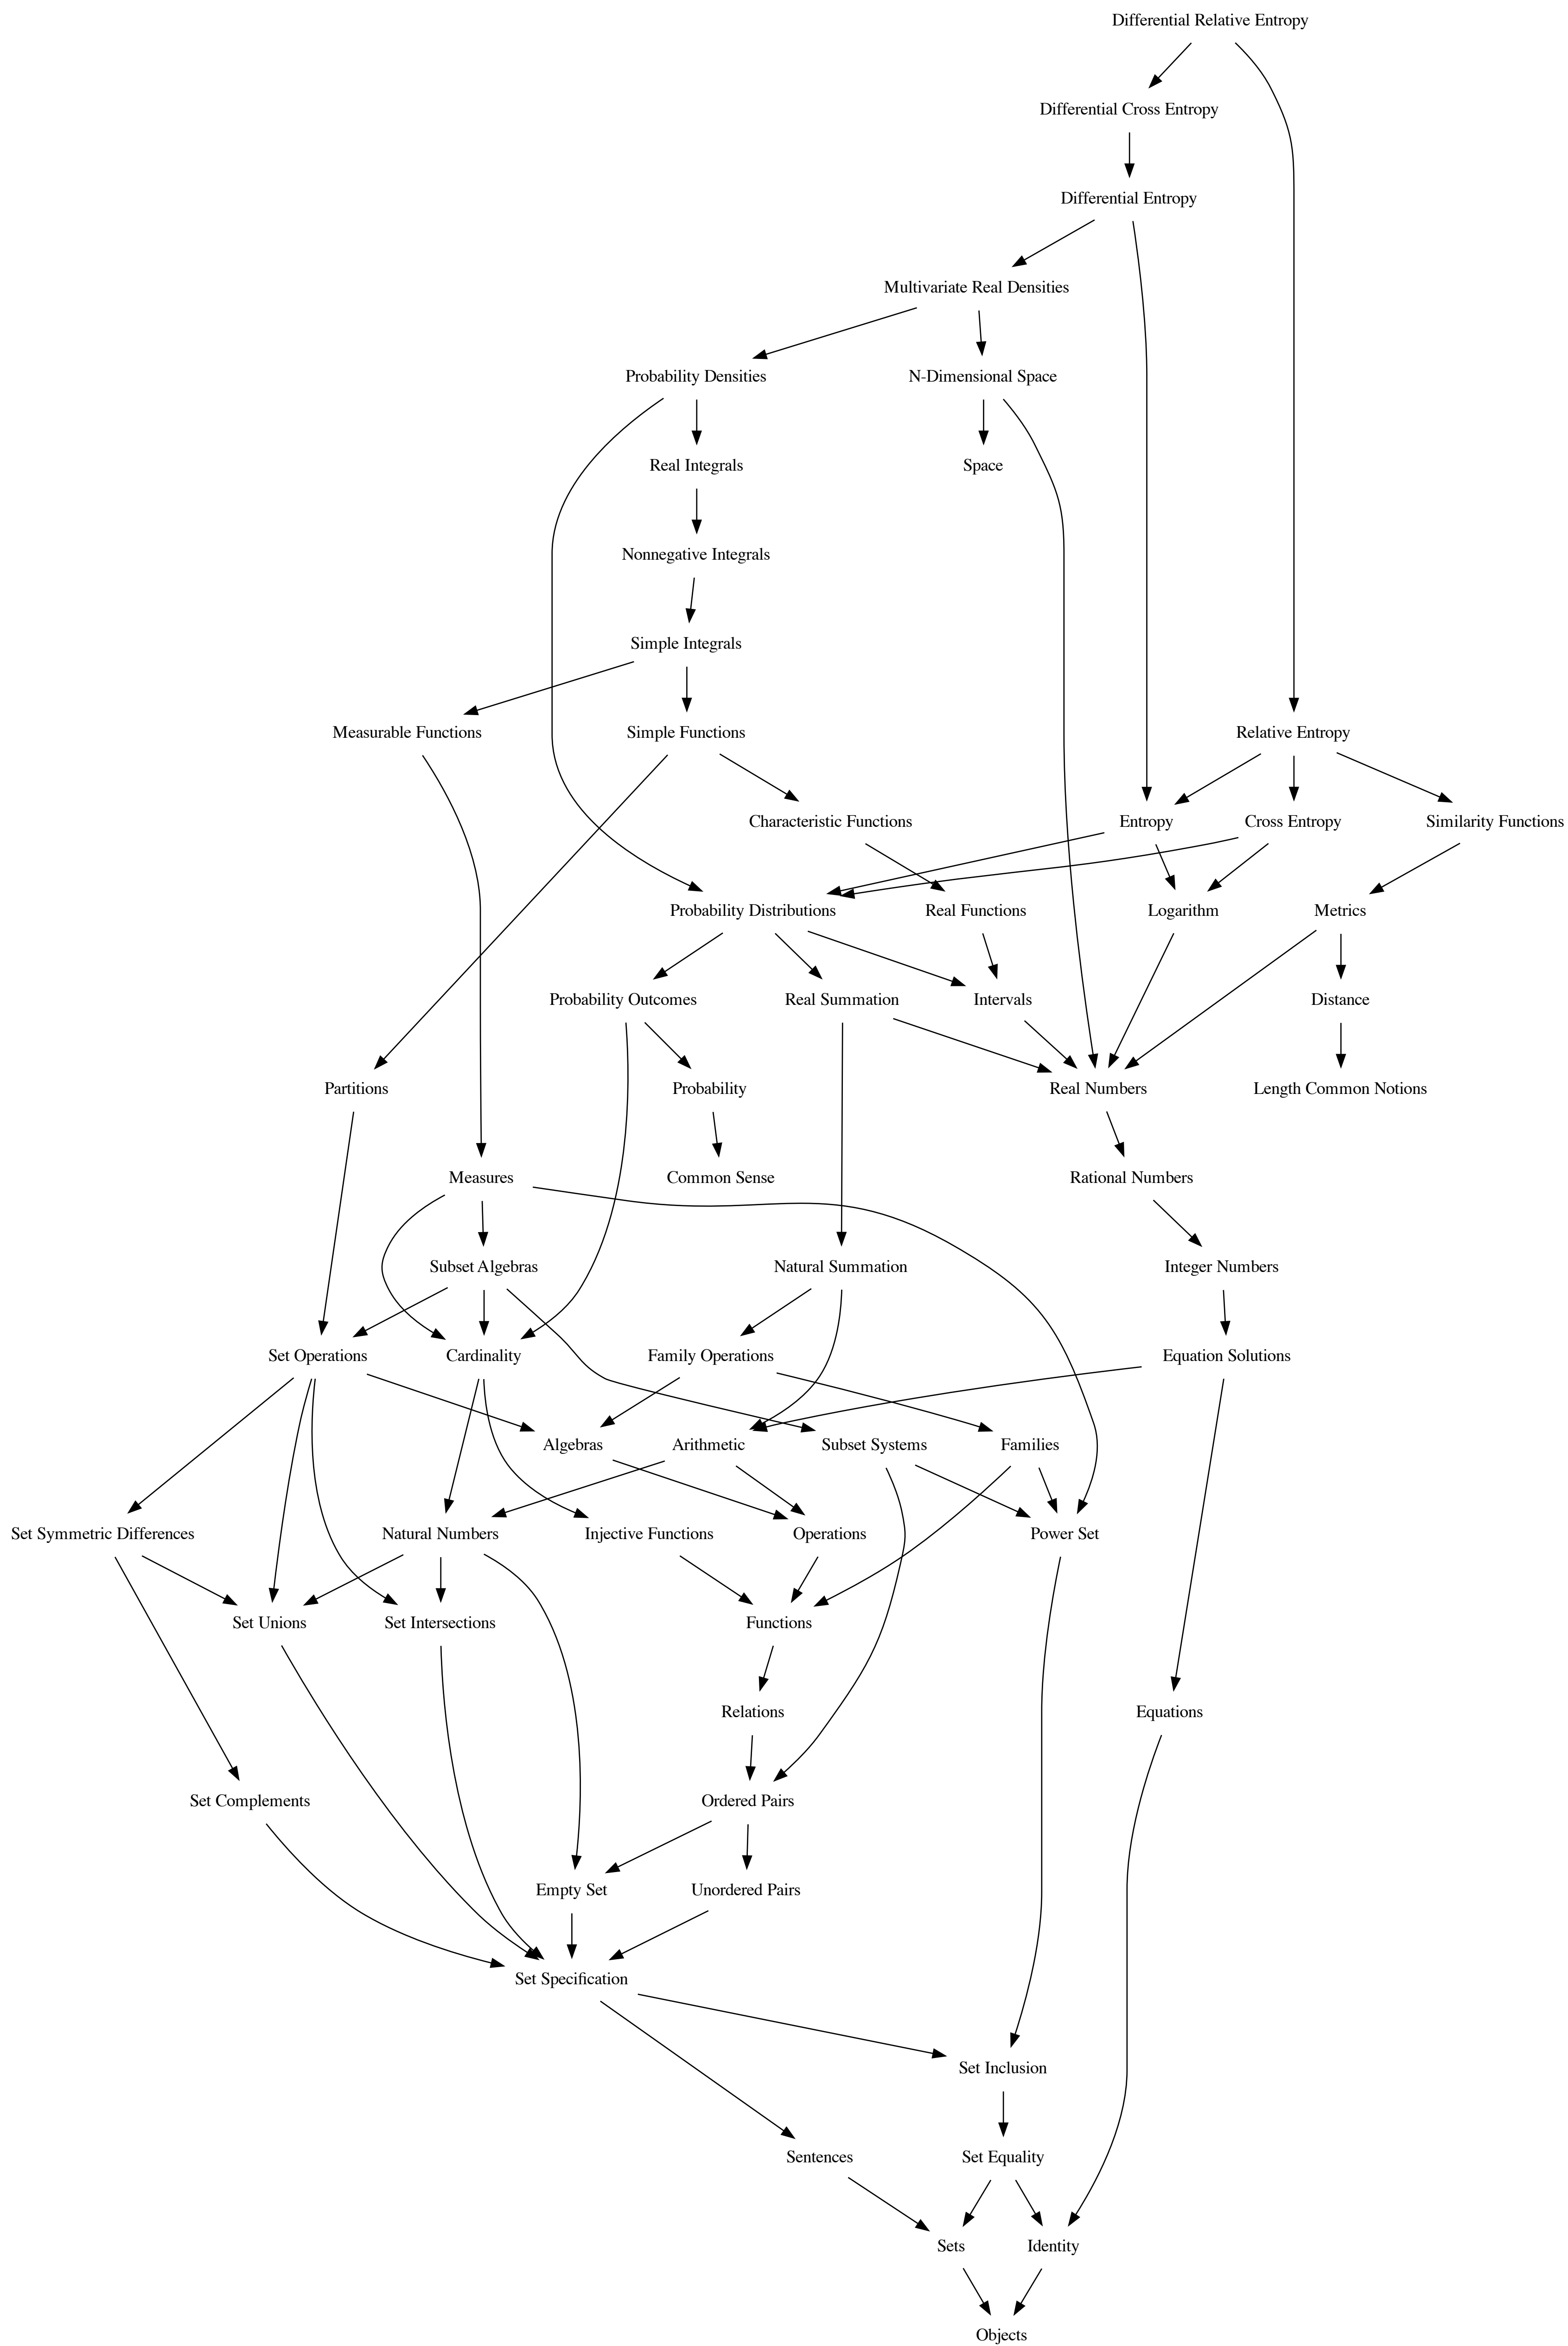 Differential Relative Entropy
Differential Cross Entropy
Differential Entropy
Multivariate Real Densities
Probability Densities
N-Dimensional Space
Real Integrals
Space
Nonnegative Integrals
Simple Integrals
Measurable Functions
Simple Functions
Relative Entropy
Characteristic Functions
Entropy
Cross Entropy
Similarity Functions
Probability Distributions
Real Functions
Logarithm
Metrics
Probability Outcomes
Real Summation
Intervals
Distance
Partitions
Probability
Real Numbers
Length Common Notions
Measures
Common Sense
Rational Numbers
Subset Algebras
Natural Summation
Integer Numbers
Set Operations
Cardinality
Family Operations
Equation Solutions
Algebras
Arithmetic
Subset Systems
Families
Set Symmetric Differences
Natural Numbers
Injective Functions
Operations
Power Set
Set Unions
Set Intersections
Functions
Relations
Equations
Set Complements
Ordered Pairs
Empty Set
Unordered Pairs
Set Specification
Set Inclusion
Sentences
Set Equality
Sets
Identity
Objects